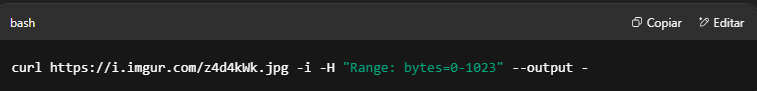 bash
Copiar
Editar
curl https://i.imgur.com/z4d4kWk.jpg -i -H "Range: bytes=0-1023" --output -